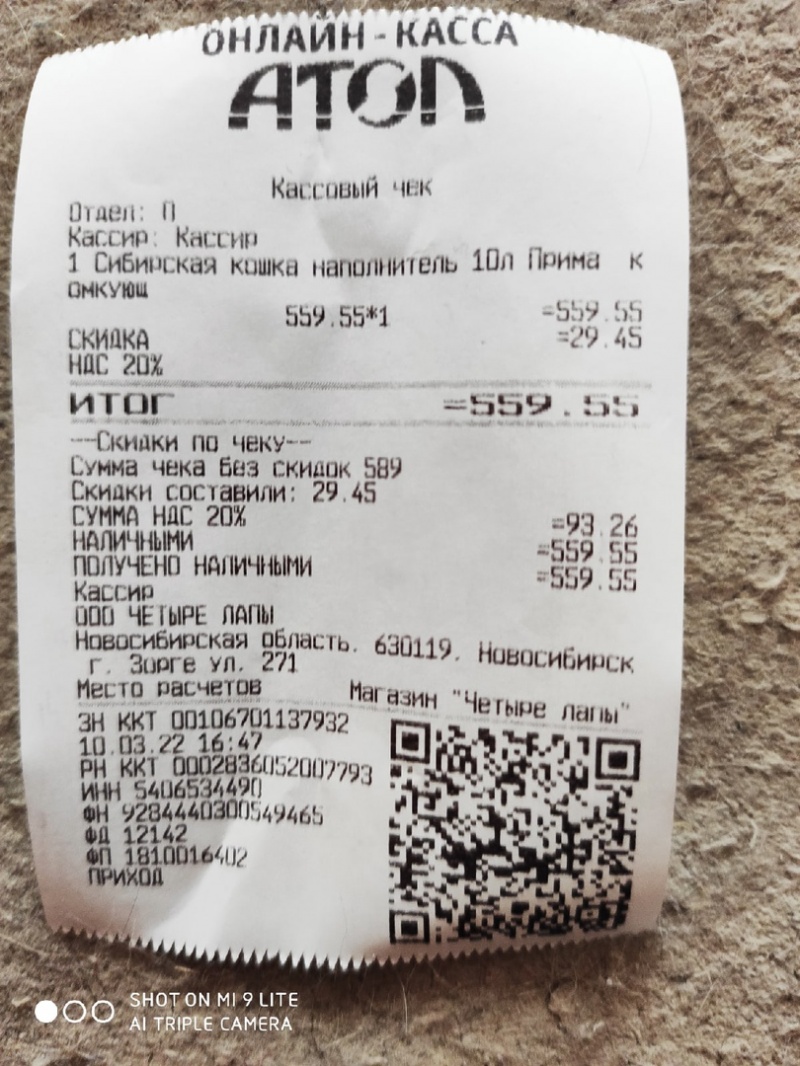 ОНЛАЙН-КАССА
АТОЛ
Кассовый чек
Отдел: 0
Кассир: Кассир
1 Сибирская кошка наполнитель 10л Прима к
омкующ
559.55*1 =559.55
СКИДКА =29.45
НДС 20%
ИТОГ =559.55
---Скидки по чеку---
Сумма чека без скидок 589
Скидки составили: 29.45
СУММА НДС 20% =93.26
НАЛИЧНЫМИ =559.55
ПОЛУЧЕНО НАЛИЧНЫМИ =559.55
Кассир
ООО ЧЕТЫРЕ ЛАПЫ
Новосибирская область. 630119. Новосибирск
г. Зорге ул. 271
Место расчетов Магазин "Четыре лапы"
ЗН ККТ 00106701137932
10.03.22 16:47
РН ККТ 0002836052007793
ИНН 5406534490
ФН 9284440300549465
ФД 12142
ФП 1810016402
ПРИХОД
SHOT ON MI 9 LITE
AI TRIPLE CAMERA